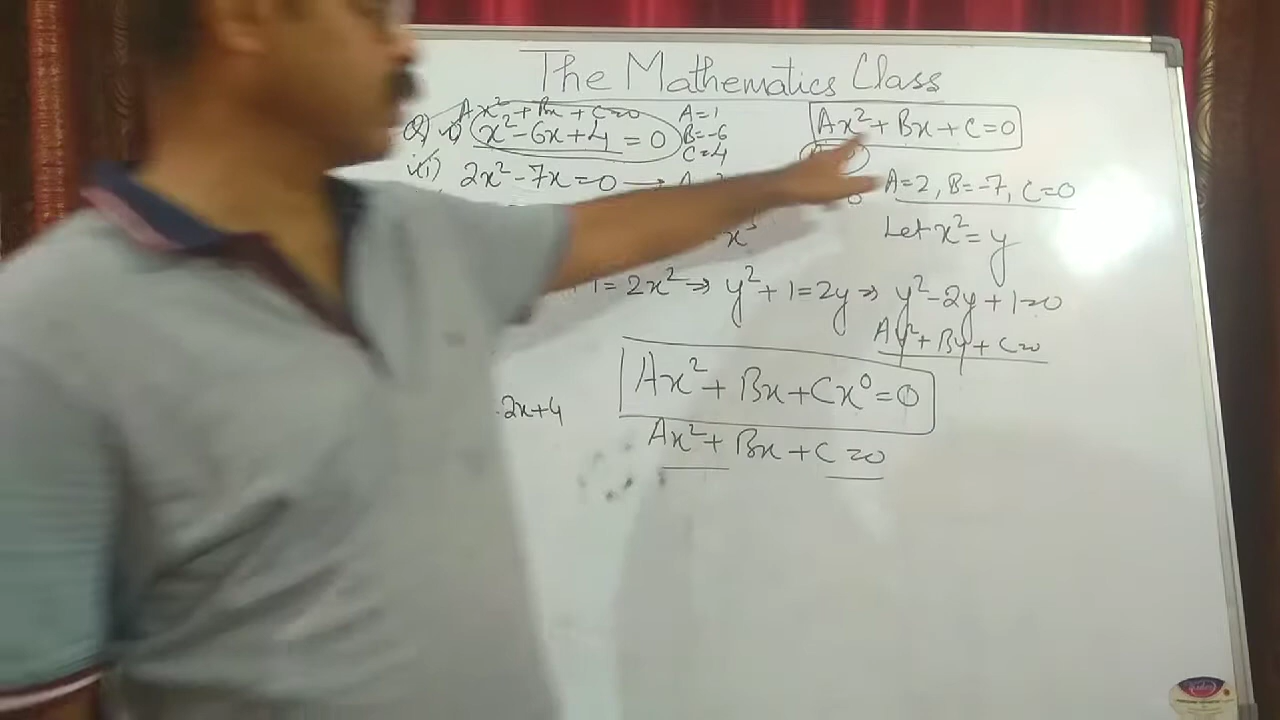 The Mathematics Class
Ax²+Bx+C=0
Q) i) x²-6x+4=0
A=1
B=-6
C=4
Ax²+Bx+C=0
ii) 2x²-7x=0→
A=2, B=-7, C=0
Let x²=y
1=2x²→ y²+1=2y⇒ y²-2y+1=0
Ay²+By+C=0
Ax²+Bx+Cx⁰=0
2x+4
Ax²+Bx+C=0